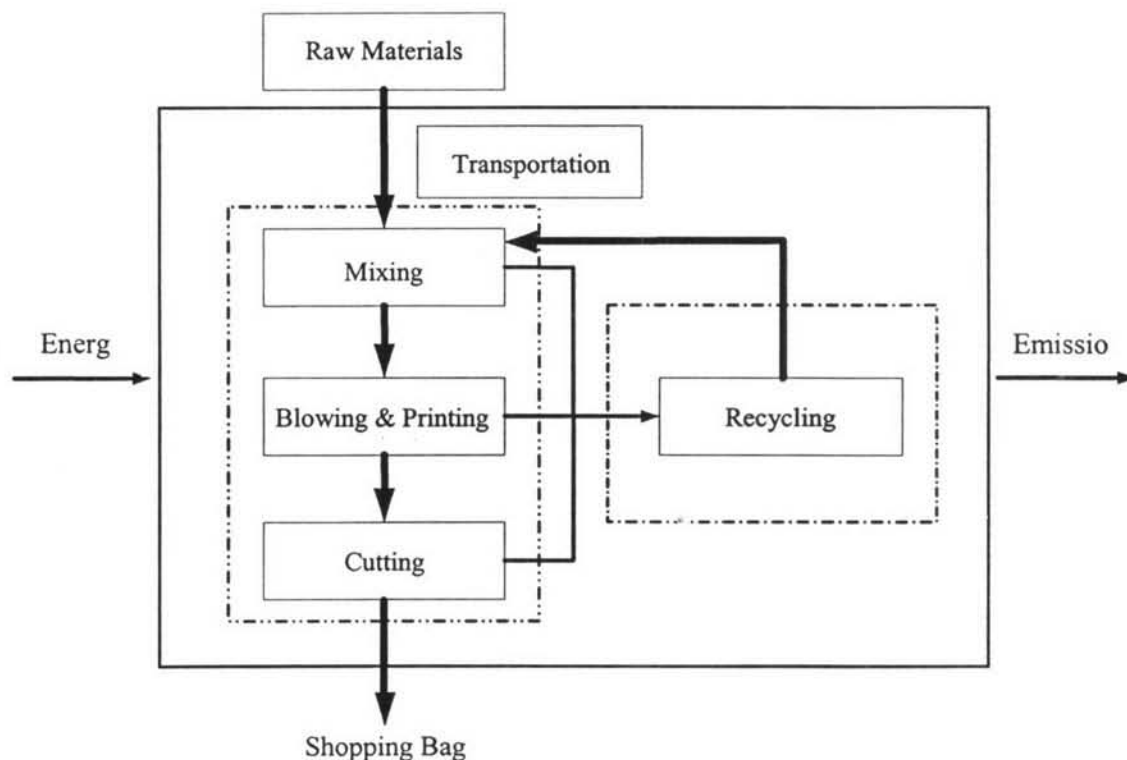 Raw Materials
Transportation
Mixing
Energ
Emissio
Blowing & Printing
Recycling
Cutting
Shopping Bag